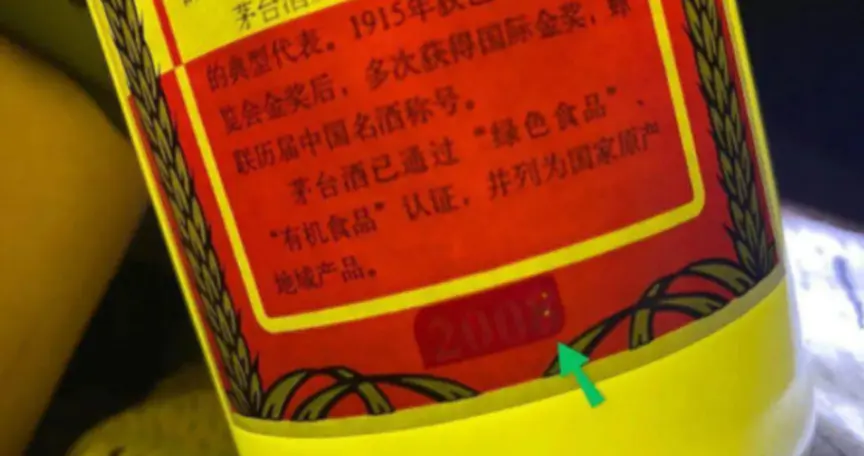 茅台酒
的典型代表。1915年获巴
览会金奖后，多次获得国际金奖，蝉
联历届中国名酒称号。
茅台酒已通过“绿色食品”、
“有机食品”认证，并列为国家原产
地域产品。
2008